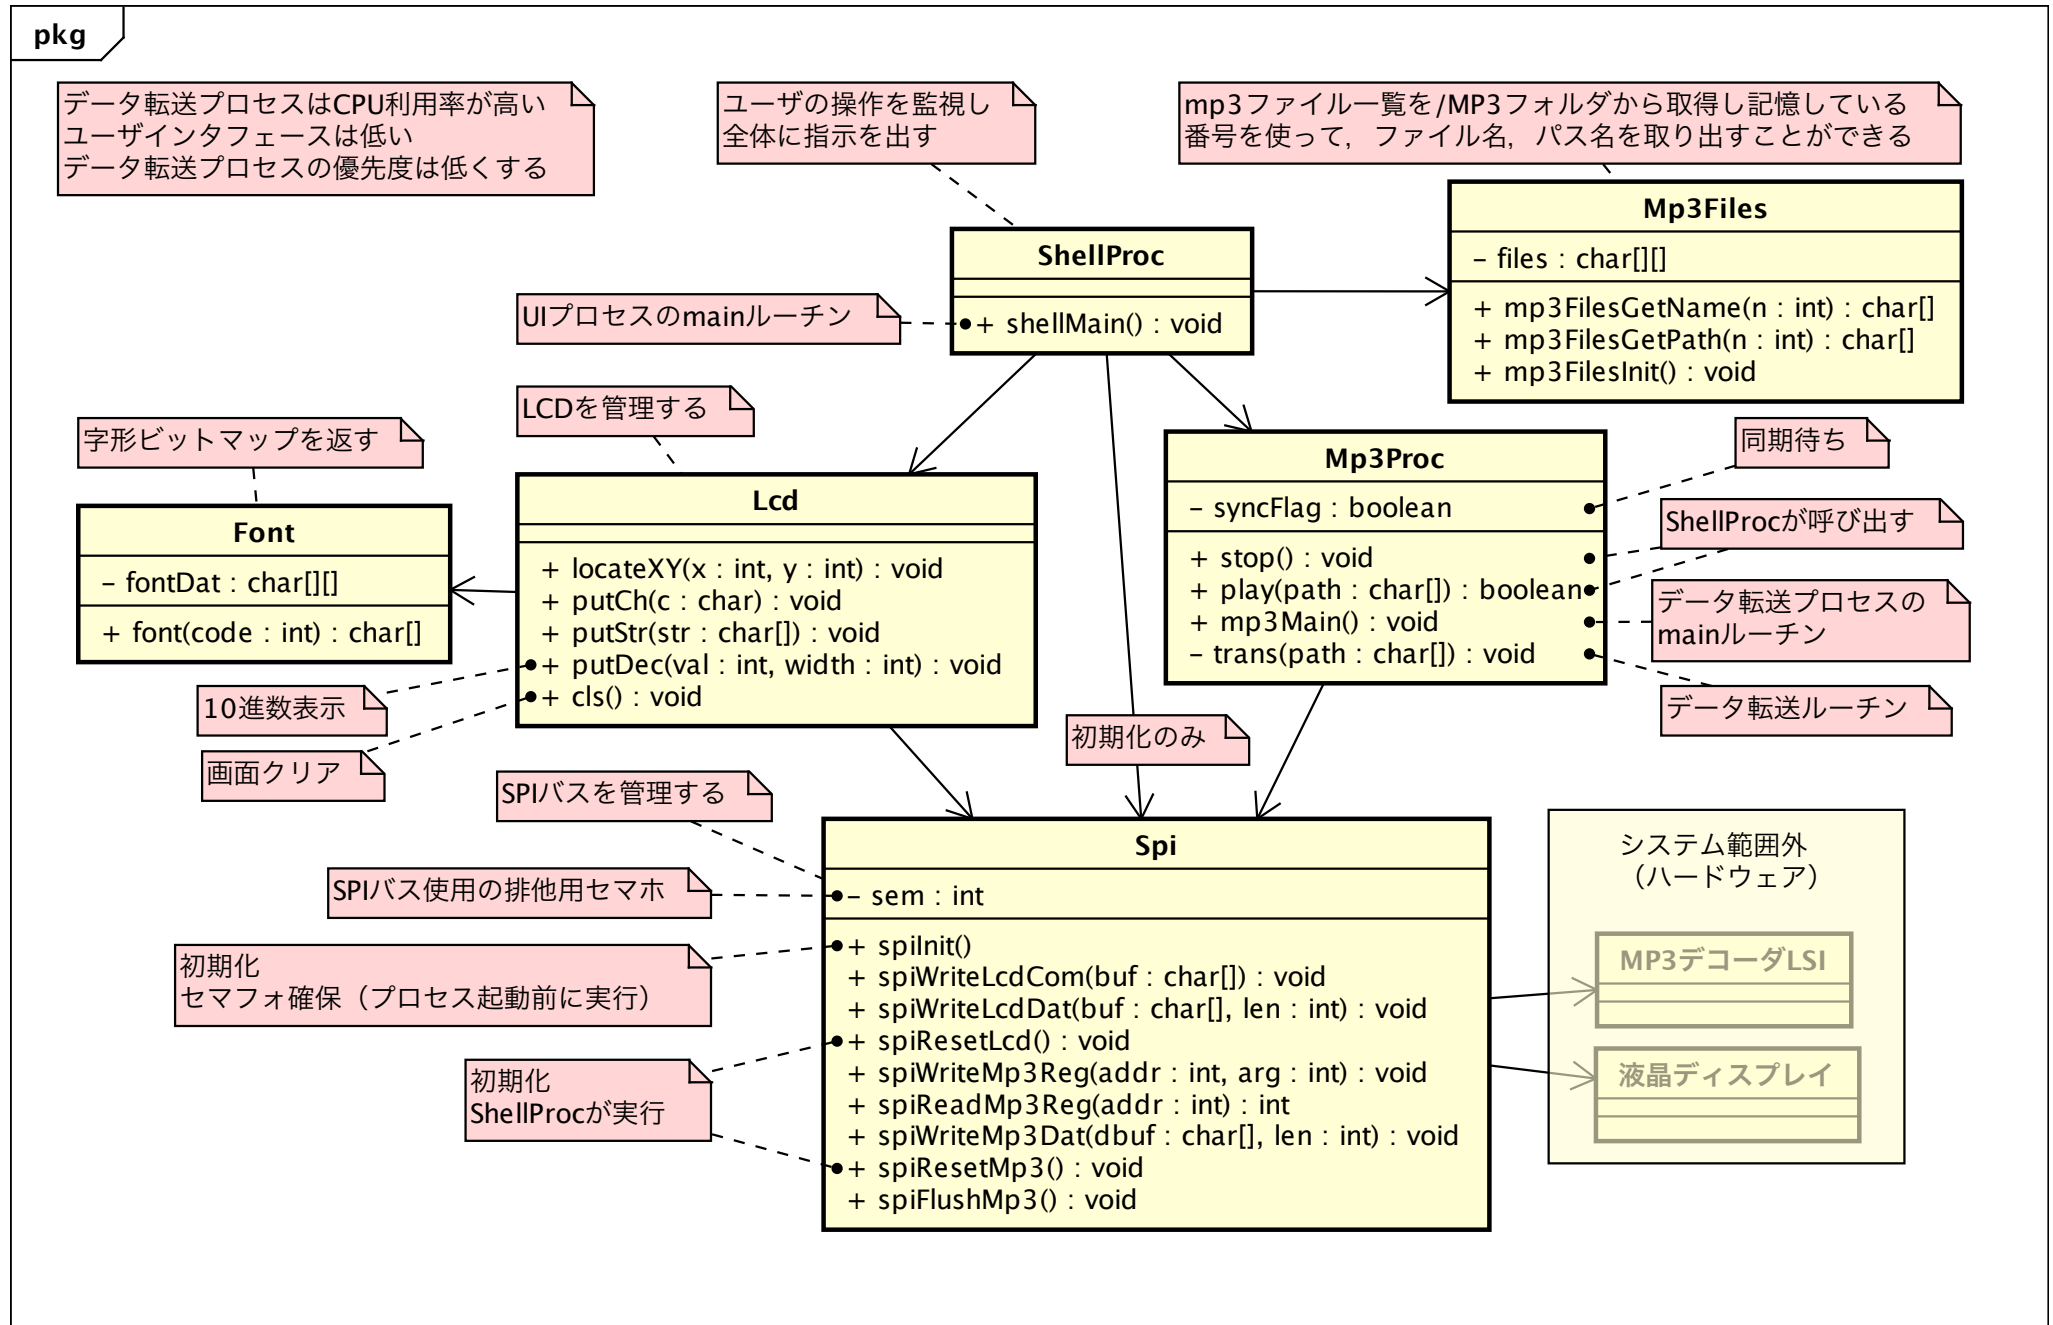 pkg
データ転送プロセスはCPU利用率が高い
ユーザインタフェースは低い
データ転送プロセスの優先度は低くする
ユーザの操作を監視し
全体に指示を出す
mp3ファイル一覧を/MP3フォルダから取得し記憶している
番号を使って，ファイル名，パス名を取り出すことができる
Mp3Files
– files : char[][]
+ mp3FilesGetName(n : int) : char[]
+ mp3FilesGetPath(n : int) : char[]
+ mp3FilesInit() : void
ShellProc
+ shellMain() : void
UIプロセスのmainルーチン
LCDを管理する
字形ビットマップを返す
Font
– fontDat : char[][]
+ font(code : int) : char[]
Lcd
+ locateXY(x : int, y : int) : void
+ putCh(c : char) : void
+ putStr(str : char[]) : void
+ putDec(val : int, width : int) : void
+ cls() : void
10進数表示
画面クリア
Mp3Proc
– syncFlag : boolean
+ stop() : void
+ play(path : char[]) : boolean
+ mp3Main() : void
– trans(path : char[]) : void
同期待ち
ShellProcが呼び出す
データ転送プロセスの
mainルーチン
データ転送ルーチン
初期化のみ
SPIバスを管理する
SPIバス使用の排他用セマホ
初期化
セマフォ確保（プロセス起動前に実行）
初期化
ShellProcが実行
Spi
– sem : int
+ spiInit()
+ spiWriteLcdCom(buf : char[]) : void
+ spiWriteLcdDat(buf : char[], len : int) : void
+ spiResetLcd() : void
+ spiWriteMp3Reg(addr : int, arg : int) : void
+ spiReadMp3Reg(addr : int) : int
+ spiWriteMp3Dat(dbuf : char[], len : int) : void
+ spiResetMp3() : void
+ spiFlushMp3() : void
システム範囲外
（ハードウェア）
MP3デコーダLSI
液晶ディスプレイ